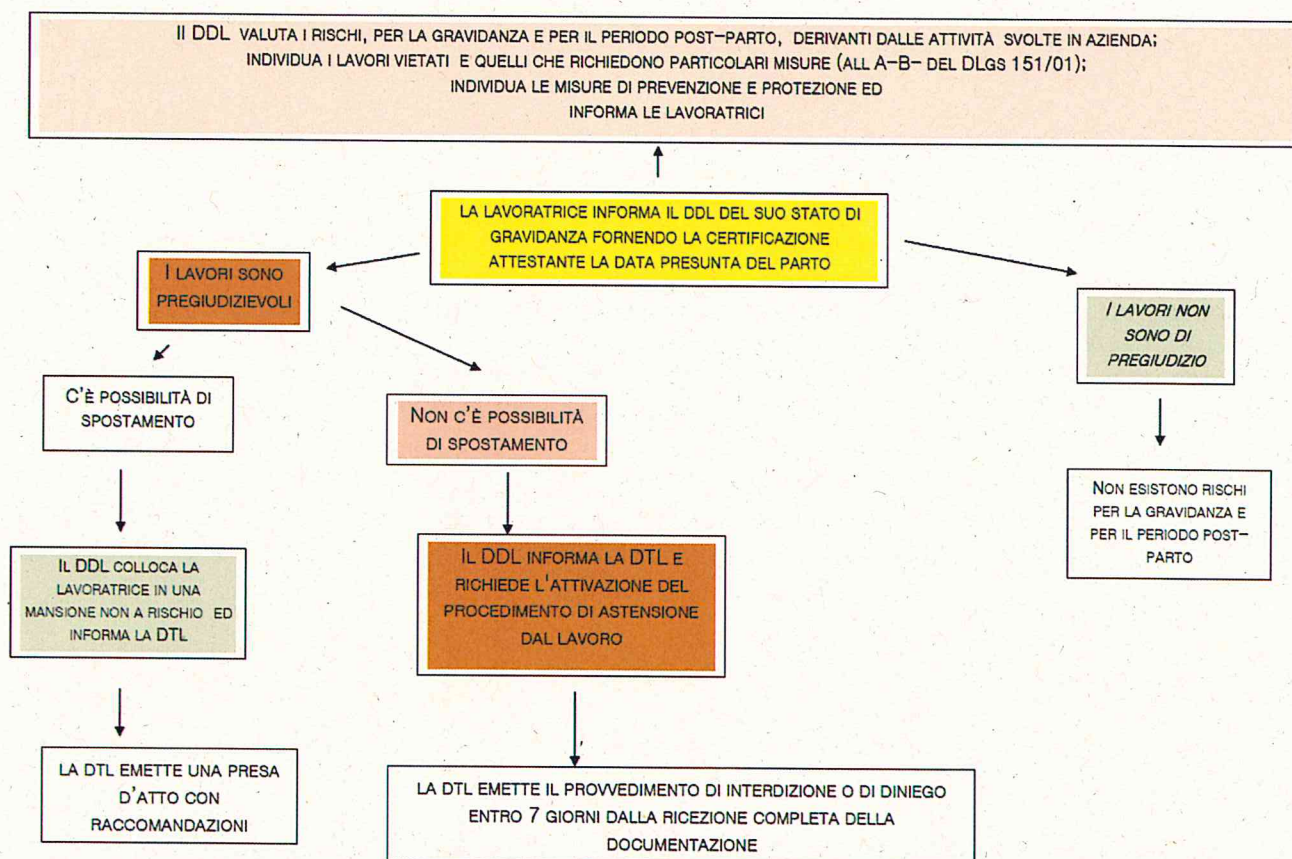 Il DDL VALUTA I RISCHI, PER LA GRAVIDANZA E PER IL PERIODO POST-PARTO, DERIVANTI DALLE ATTIVITÀ SVOLTE IN AZIENDA;
INDIVIDUA I LAVORI VIETATI E QUELLI CHE RICHIEDONO PARTICOLARI MISURE (ALL A-B- DEL DLGS 151/01);
INDIVIDUA LE MISURE DI PREVENZIONE E PROTEZIONE ED
INFORMA LE LAVORATRICI
LA LAVORATRICE INFORMA IL DDL DEL SUO STATO DI
GRAVIDANZA FORNENDO LA CERTIFICAZIONE
ATTESTANTE LA DATA PRESUNTA DEL PARTO
I LAVORI SONO
PREGIUDIZIEVOLI
I LAVORI NON
SONO DI
PREGIUDIZIO
C'È POSSIBILITÀ DI
SPOSTAMENTO
NON C'È POSSIBILITÀ
DI SPOSTAMENTO
NON ESISTONO RISCHI
PER LA GRAVIDANZA E
PER IL PERIODO POST-
PARTO
IL DDL COLLOCA LA
LAVORATRICE IN UNA
MANSIONE NON A RISCHIO ED
INFORMA LA DTL
IL DDL INFORMA LA DTL E
RICHIEDE L'ATTIVAZIONE DEL
PROCEDIMENTO DI ASTENSIONE
DAL LAVORO
LA DTL EMETTE UNA PRESA
D'ATTO CON
RACCOMANDAZIONI
LA DTL EMETTE IL PROVVEDIMENTO DI INTERDIZIONE O DI DINIEGO
ENTRO 7 GIORNI DALLA RICEZIONE COMPLETA DELLA
DOCUMENTAZIONE